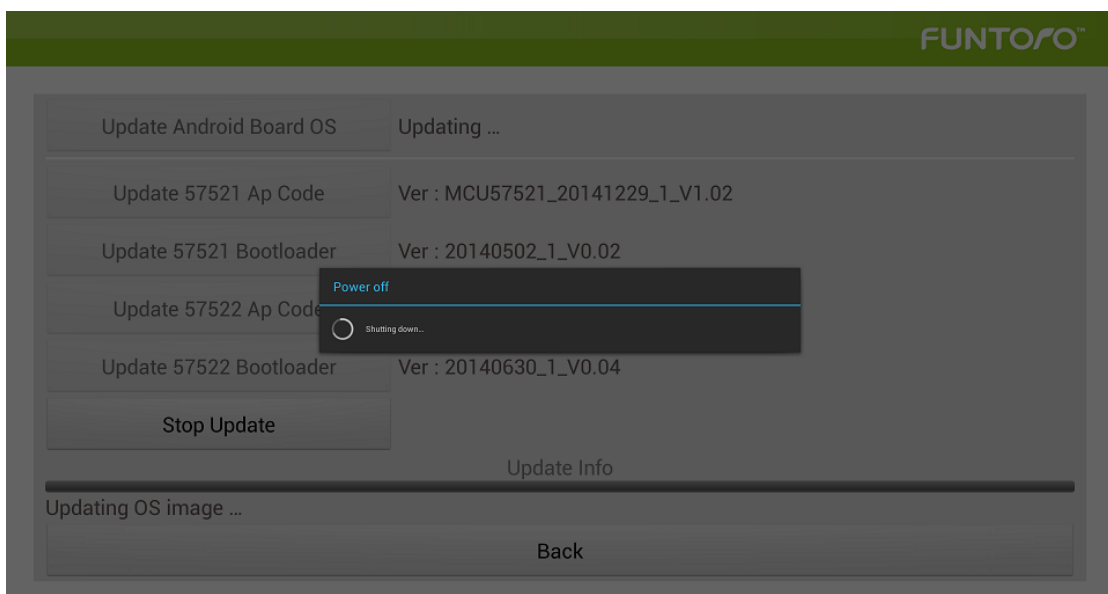 FUNTORO™
Update Android Board OS Updating ...
Update 57521 Ap Code Ver : MCU57521_20141229_1_V1.02
Update 57521 Bootloader Ver : 20140502_1_V0.02
Power off
Update 57522 Ap Code
Shutting down...
Update 57522 Bootloader Ver : 20140630_1_V0.04
Stop Update
Update Info
Updating OS image ...
Back